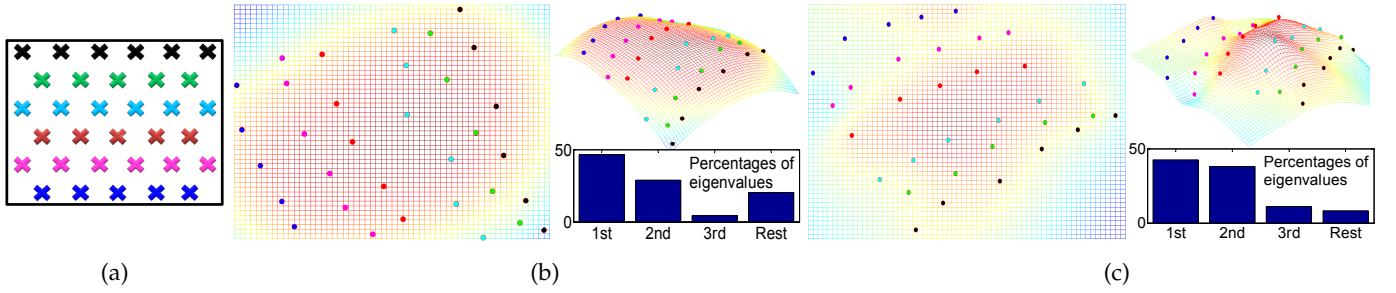 50
Percentages of
eigenvalues
0
1st 2nd 3rd Rest
50
Percentages of
eigenvalues
0
1st 2nd 3rd Rest
(a) (b) (c)